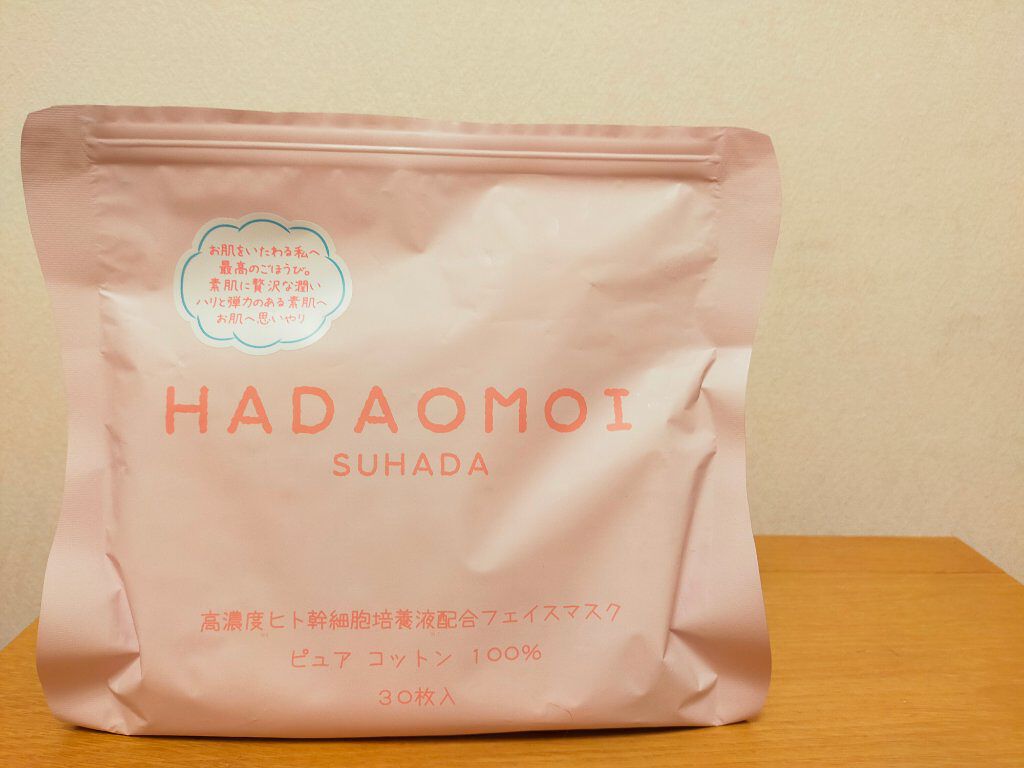 お肌をいたわる私へ
最高のごほうび。
素肌に贅沢な潤い
ハリと弾力のある素肌へ
お肌へ思いやり
HADAOMOI
SUHADA
高濃度ヒト幹細胞培養液配合フェイスマスク
ピュア コットン 100%
30枚入